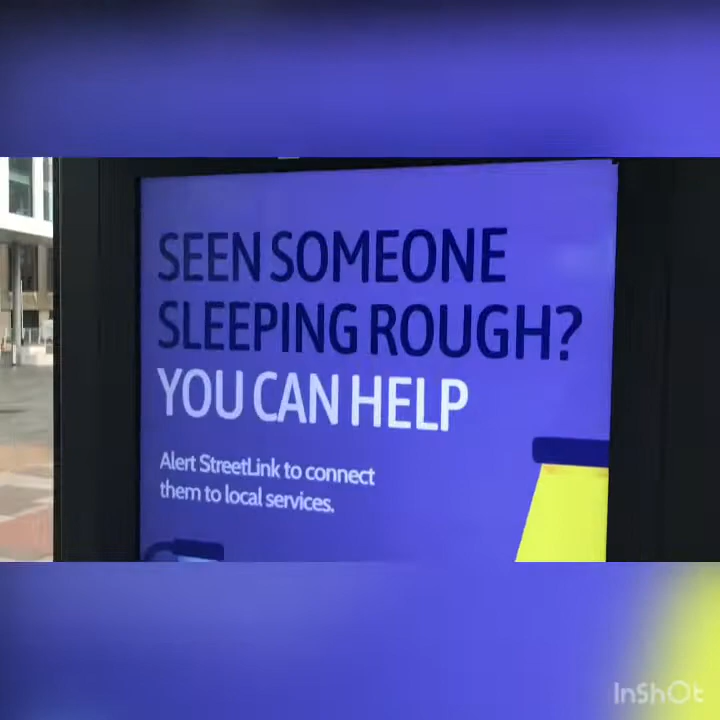 SEEN SOMEONE
SLEEPING ROUGH?
YOU CAN HELP
Alert StreetLink to connect
them to local services.
InShOt